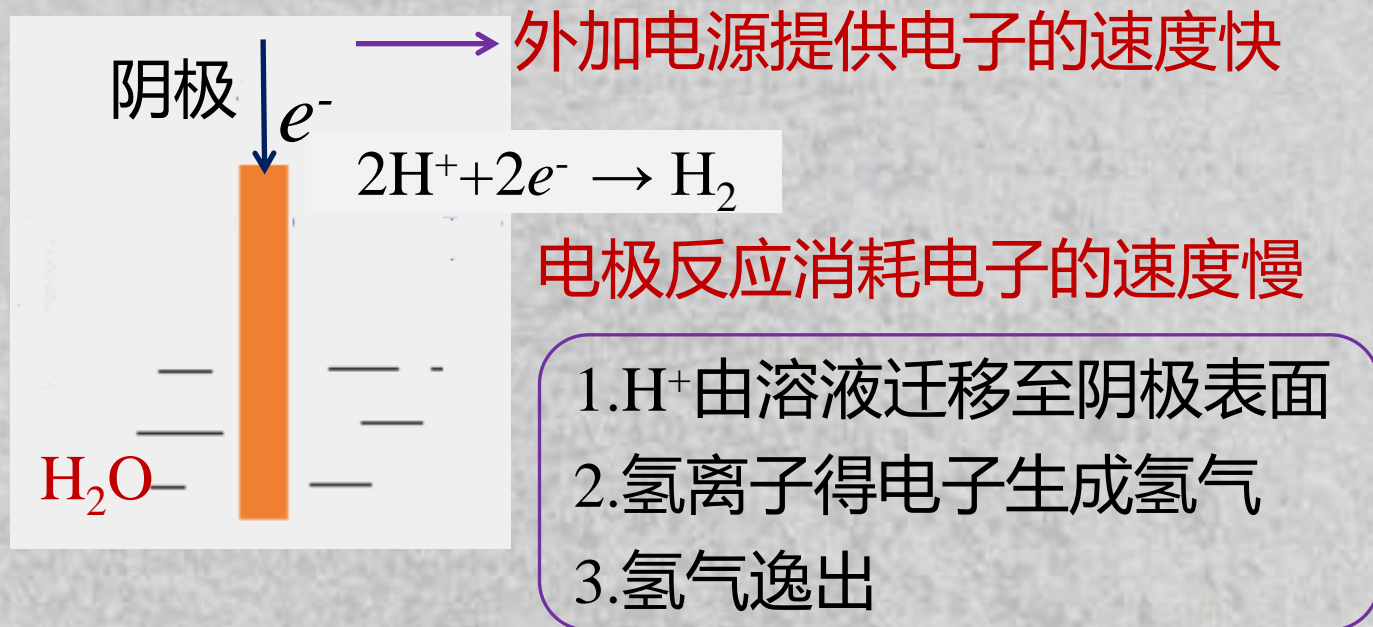 外加电源提供电子的速度快
阴极
e⁻
2H⁺+2e⁻ → H₂
电极反应消耗电子的速度慢
1.H⁺由溶液迁移至阴极表面
H₂O
2.氢离子得电子生成氢气
3.氢气逸出